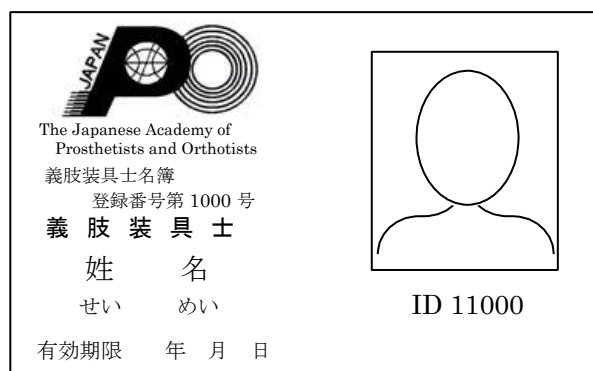 JAPAN
PO
The Japanese Academy of
Prosthetists and Orthotists
義肢装具士名簿
登録番号第 1000 号
義 肢 装 具 士
姓 名
せい めい
有効期限 年 月 日
ID 11000